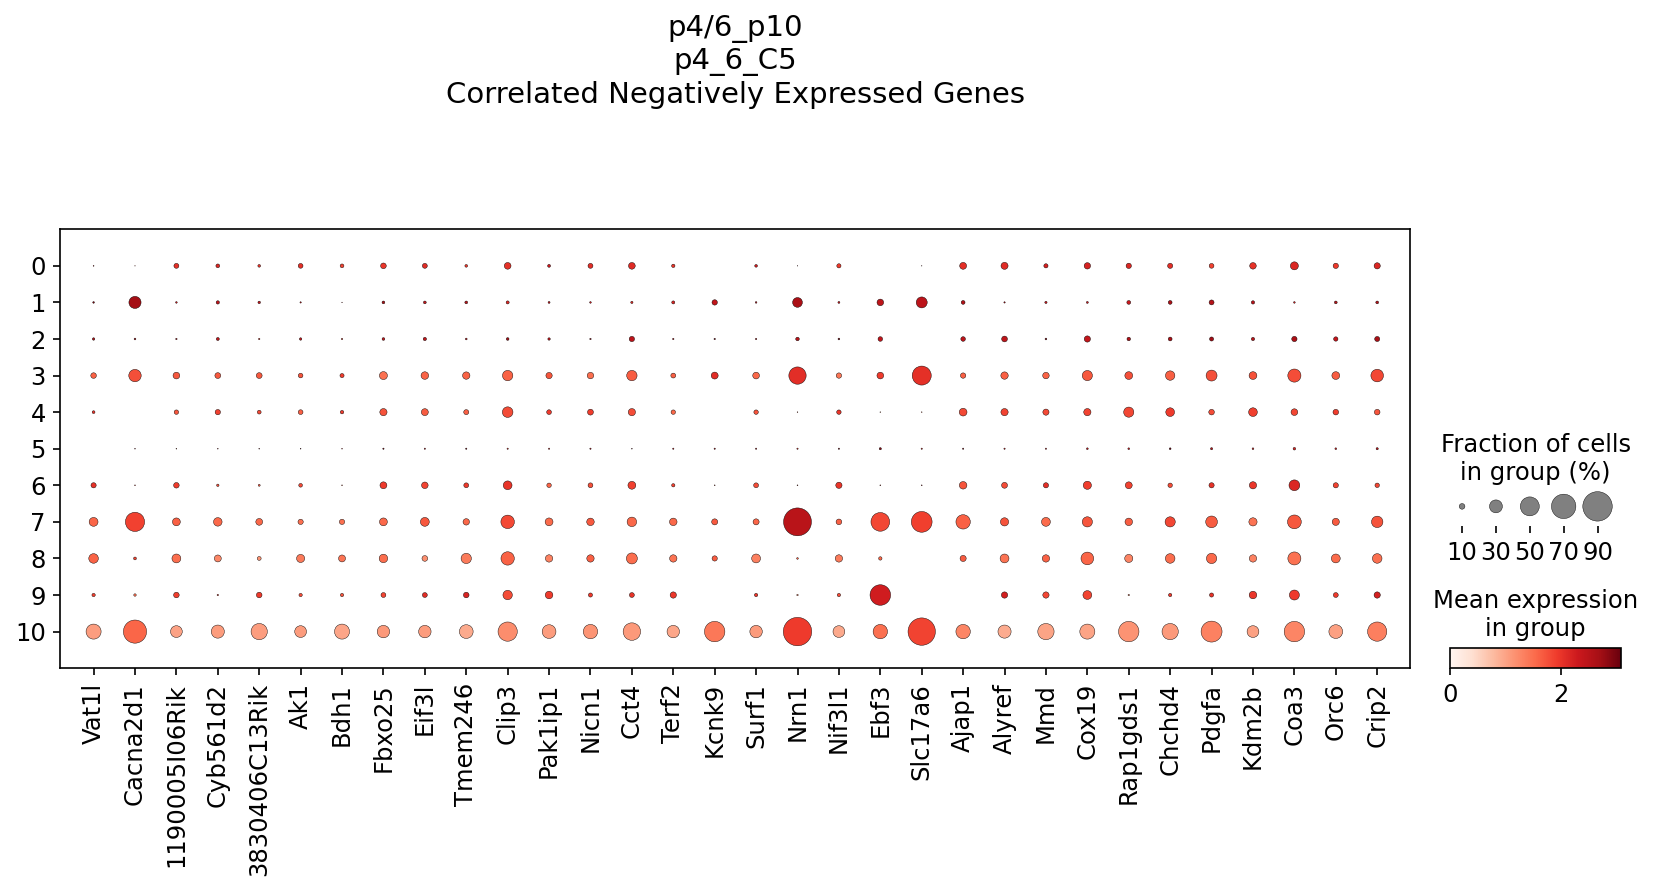 p4/6_p10
p4_6_C5
Correlated Negatively Expressed Genes
0
1
2
3
4
5
6
7
8
9
10
Vat1l
Cacna2d1
1190005I06Rik
Cyb561d2
3830406C13Rik
Ak1
Bdh1
Fbxo25
Eif3l
Tmem246
Clip3
Pak1ip1
Nicn1
Cct4
Terf2
Kcnk9
Surf1
Nrn1
Nif3l1
Ebf3
Slc17a6
Ajap1
Alyref
Mmd
Cox19
Rap1gds1
Chchd4
Pdgfa
Kdm2b
Coa3
Orc6
Crip2
Fraction of cells
in group (%)
10 30 50 70 90
Mean expression
in group
0 2